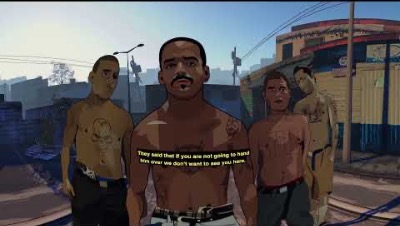 They said that if you are not going to hand
him over we don't want to see you here.